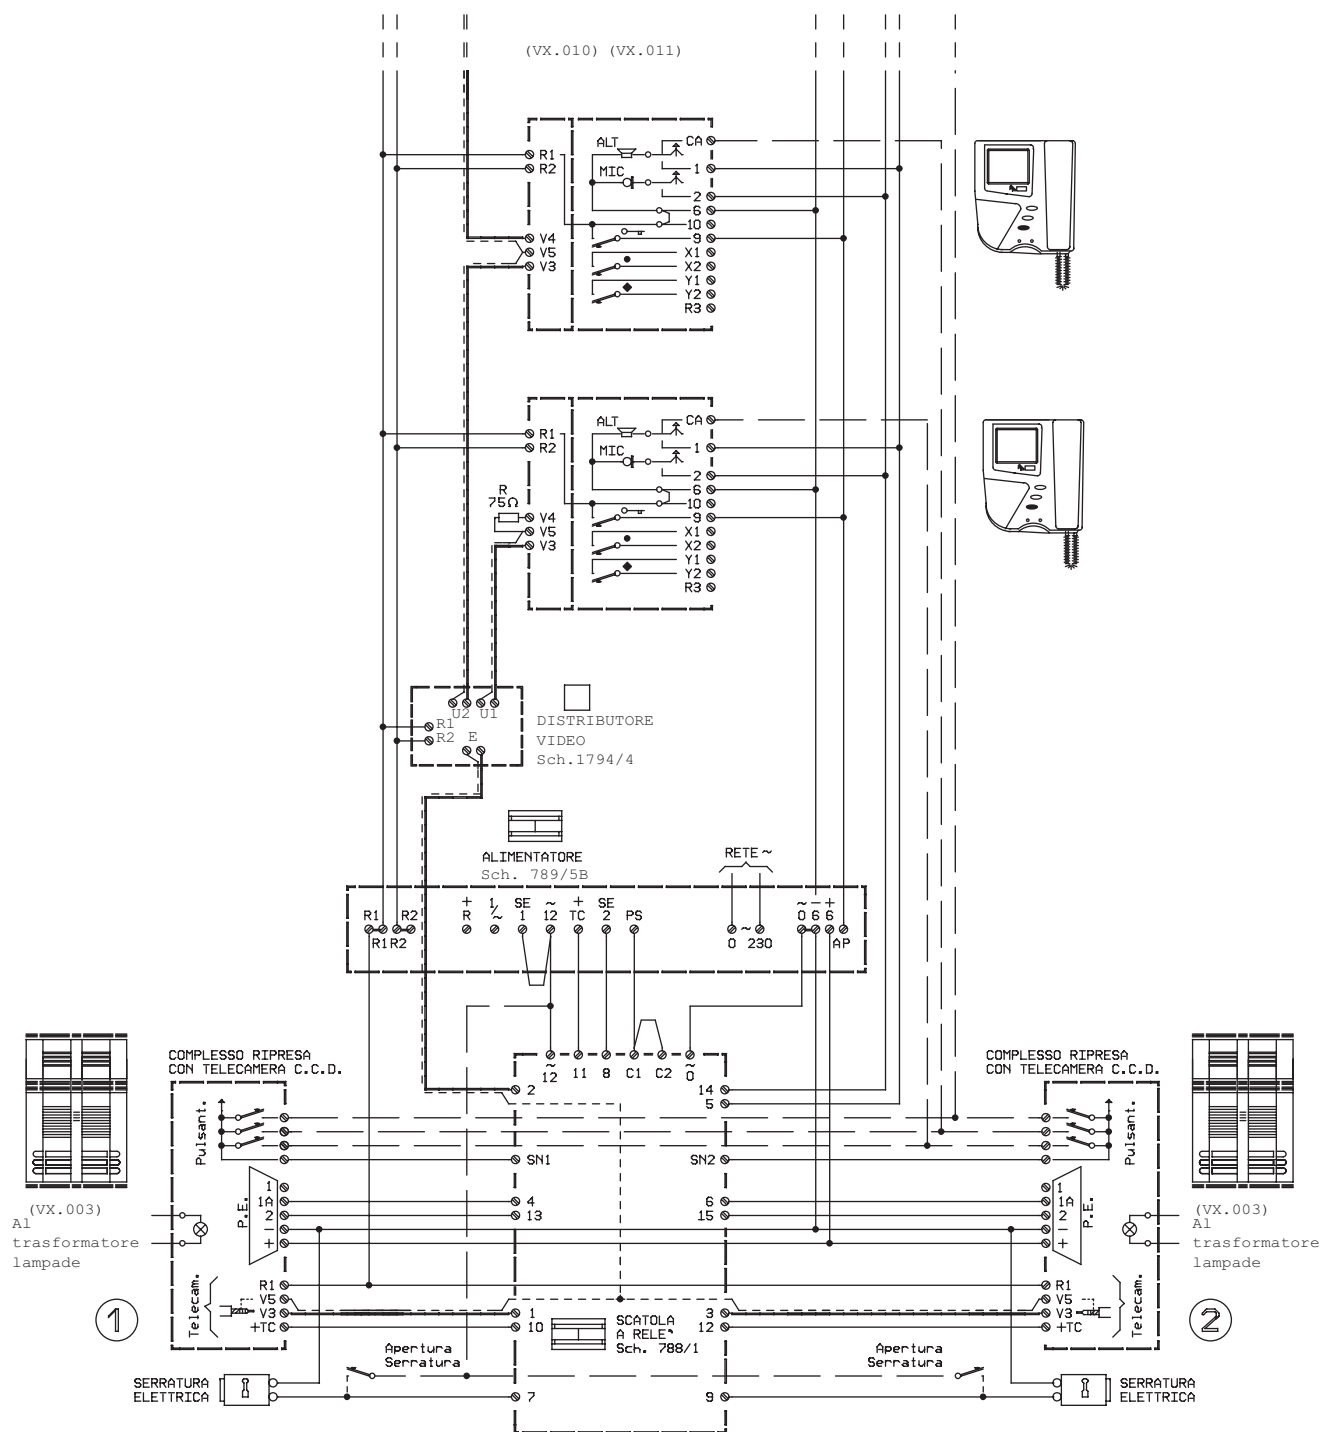 (VX.010) (VX.011)
ALT CA
R1 1
R2 MIC
2
6
10
V4 9
V5 X1
V3 X2
Y1
Y2
R3
ALT CA
R1 1
R2 MIC
2
R 6
75Ω 10
V4 9
V5 X1
V3 X2
Y1
Y2
R3
U2 U1
R1
R2 E
DISTRIBUTORE
VIDEO
Sch.1794/4
ALIMENTATORE
Sch. 789/5B
RETE ~
R1 R2 + R 1/~ SE 1 ~ 12 + TC SE 2 PS ~ 0 - 6 + 6
R1 R2 0 ~ 230 AP
COMPLESSO RIPRESA
CON TELECAMERA C.C.D.
~ 12 11 8 C1 C2 ~ 0
COMPLESSO RIPRESA
CON TELECAMERA C.C.D.
2 14
5
Pulsant. Pulsant.
SN1 SN2
P.E. 1 1 P.E.
1A 4 6 1A
2 13 15 2
- -
+ +
(VX.003)
Al
trasformatore
lampade
(VX.003)
Al
trasformatore
lampade
Telecam. R1 R1 Telecam.
V5 V5
V3 1 3 V3
+TC 10 12 +TC
1 2
SCATOLA
A RELE'
Sch. 788/1
Apertura
Serratura
Apertura
Serratura
SERRATURA
ELETTRICA
7 9
SERRATURA
ELETTRICA